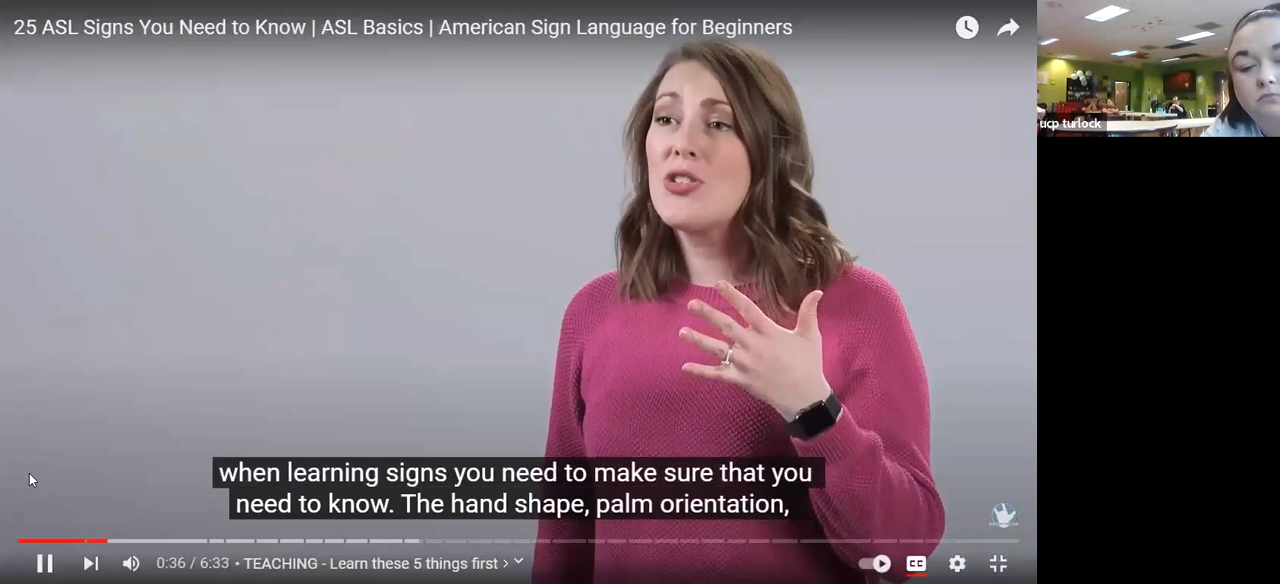 25 ASL Signs You Need to Know | ASL Basics | American Sign Language for Beginners
ucp turlock
when learning signs you need to make sure that you
need to know. The hand shape, palm orientation,
0:36 / 6:33 • TEACHING - Learn these 5 things first
CC